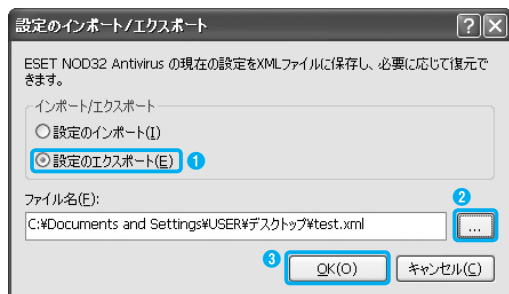 設定のインポート/エクスポート
ESET NOD32 Antivirus の現在の設定をXMLファイルに保存し、必要に応じて復元で
きます。
インポート/エクスポート
設定のインポート(I)
設定のエクスポート(E) 1
ファイル名(F): 2
C:¥Documents and Settings¥USER¥デスクトップ¥test.xml ...
3 OK(O) キャンセル(C)